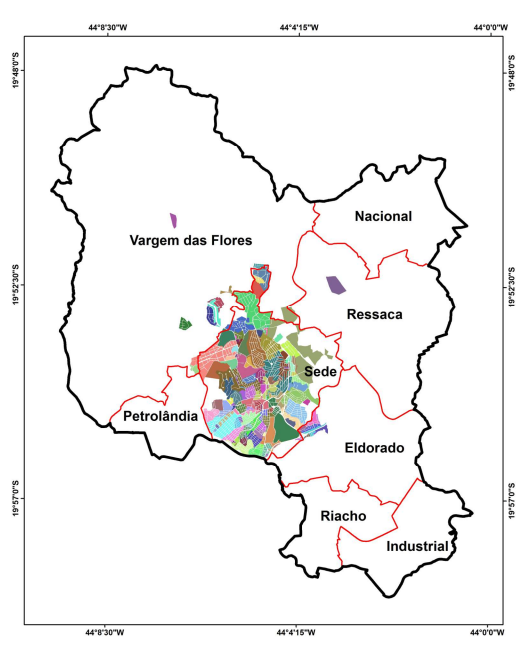 44°8'30"W 44°4'15"W 44°0'0"W
19°48'0"S 19°48'0"S
Nacional
Vargem das Flores
19°52'30"S 19°52'30"S
Ressaca
Sede
Petrolândia
Eldorado
19°57'0"S 19°57'0"S
Riacho
Industrial
44°8'30"W 44°4'15"W 44°0'0"W